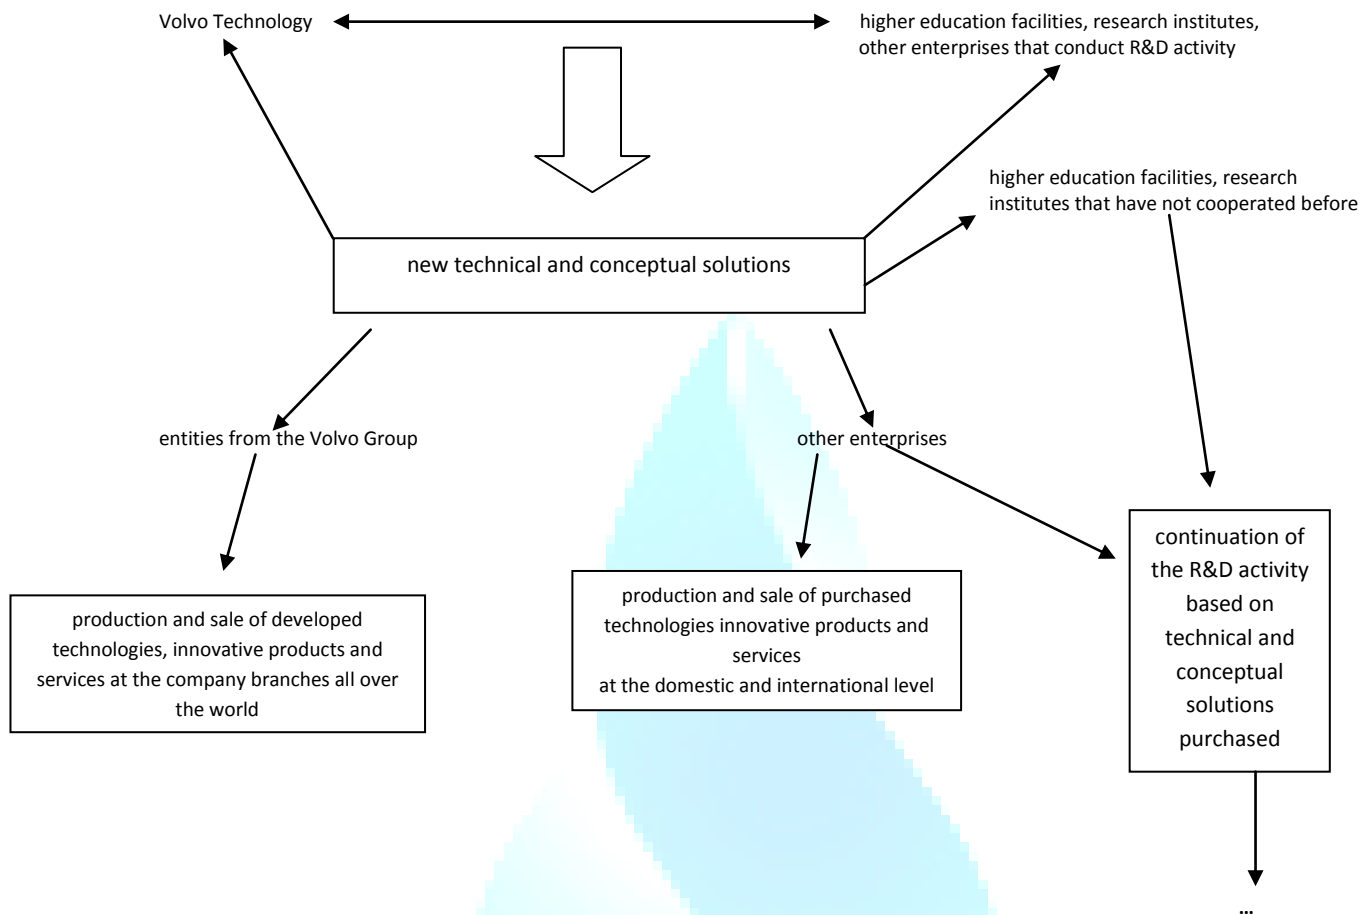 Volvo Technology
higher education facilities, research institutes,
other enterprises that conduct R&D activity
higher education facilities, research
institutes that have not cooperated before
new technical and conceptual solutions
entities from the Volvo Group
other enterprises
production and sale of developed
technologies, innovative products and
services at the company branches all over
the world
production and sale of purchased
technologies innovative products and
services
at the domestic and international level
continuation of
the R&D activity
based on
technical and
conceptual
solutions
purchased
...